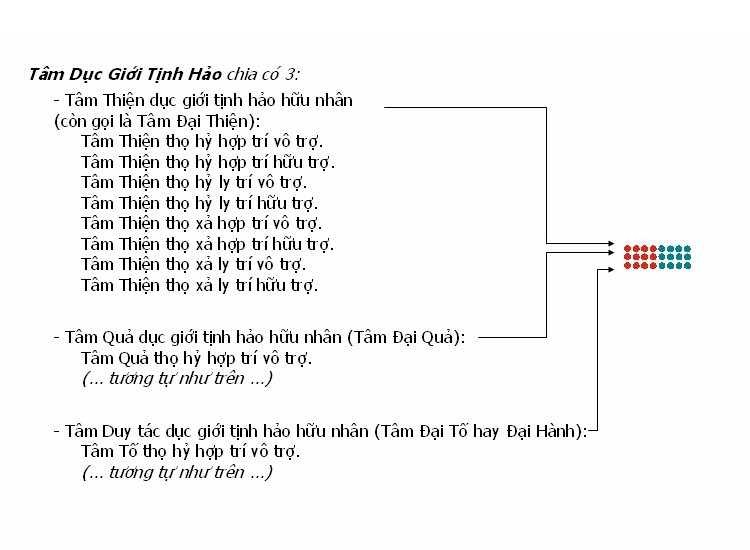 Tâm Dục Giới Tịnh Hảo chia có 3:
- Tâm Thiện dục giới tịnh hảo hữu nhân
(còn gọi là Tâm Đại Thiện):
Tâm Thiện thọ hỷ hợp trí vô trợ.
Tâm Thiện thọ hỷ hợp trí hữu trợ.
Tâm Thiện thọ hỷ ly trí vô trợ.
Tâm Thiện thọ hỷ ly trí hữu trợ.
Tâm Thiện thọ xả hợp trí vô trợ.
Tâm Thiện thọ xả hợp trí hữu trợ.
Tâm Thiện thọ xả ly trí vô trợ.
Tâm Thiện thọ xả ly trí hữu trợ.
- Tâm Quả dục giới tịnh hảo hữu nhân (Tâm Đại Quả):
Tâm Quả thọ hỷ hợp trí vô trợ.
(... tương tự như trên ...)
- Tâm Duy tác dục giới tịnh hảo hữu nhân (Tâm Đại Tố hay Đại Hành):
Tâm Tố thọ hỷ hợp trí vô trợ.
(... tương tự như trên ...)